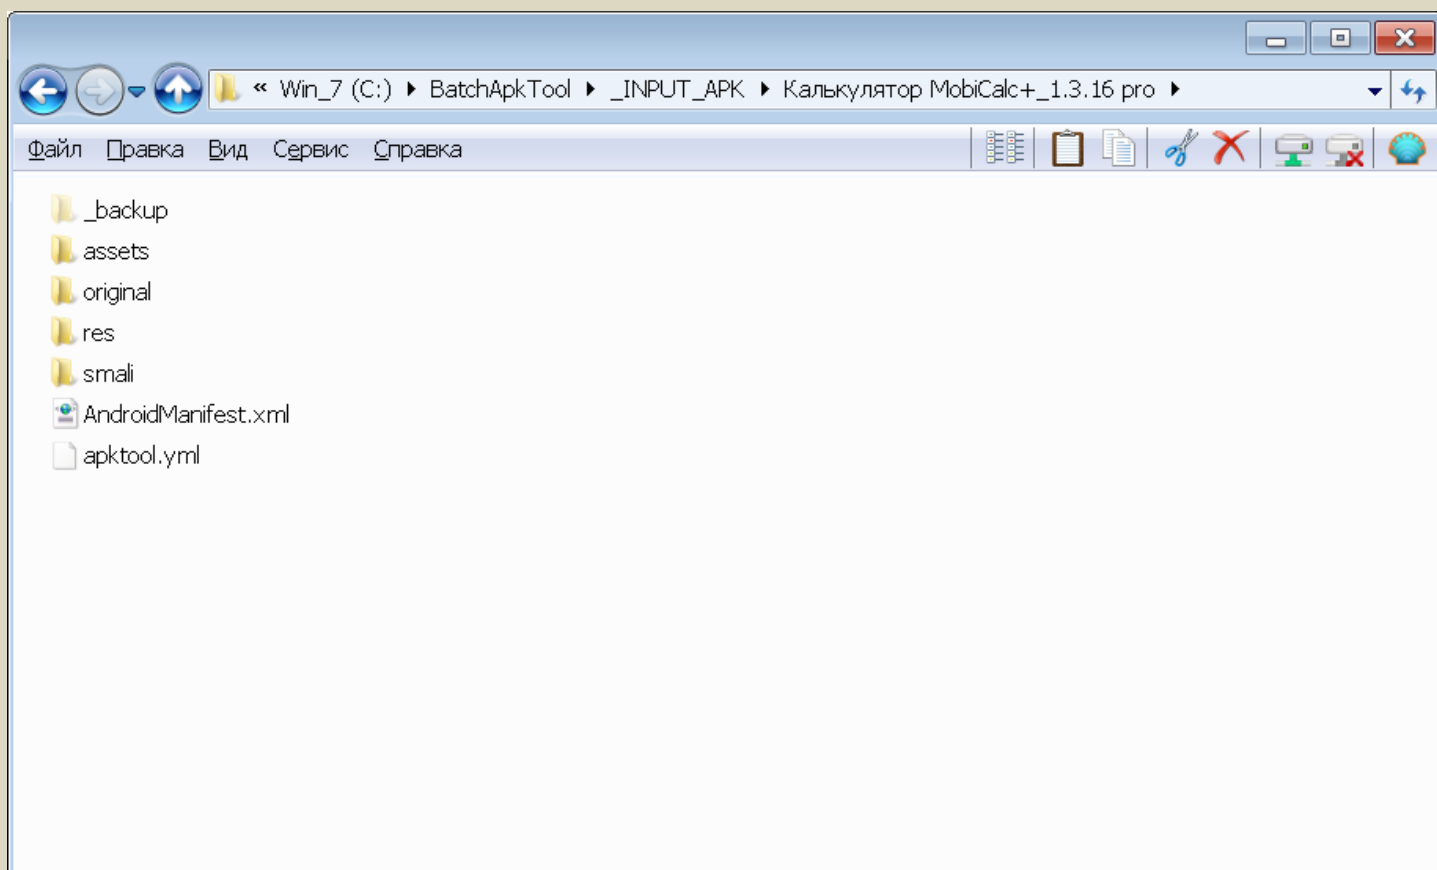 « Win_7 (C:) BatchApkTool _INPUT_APK Калькулятор MobiCalc+_1.3.16 pro
Файл Правка Вид Сервис Справка
_backup
assets
original
res
smali
AndroidManifest.xml
apktool.yml